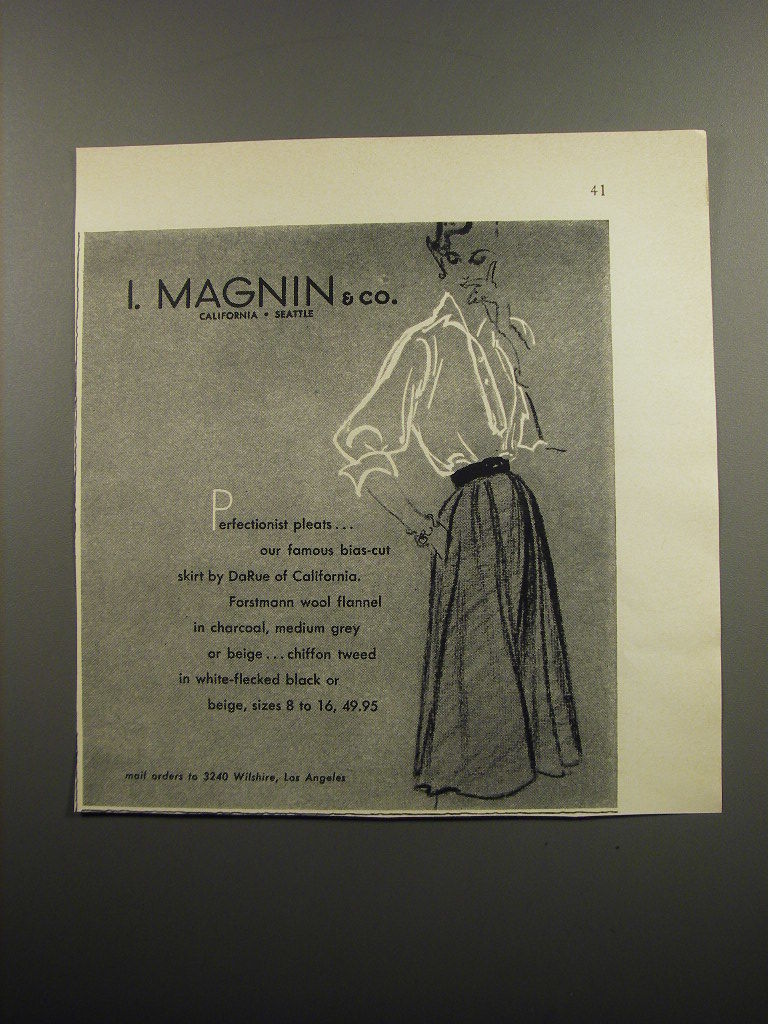 41
I. MAGNIN & CO.
CALIFORNIA • SEATTLE
Perfectionist pleats...
our famous bias-cut
skirt by DaRue of California.
Forstmann wool flannel
in charcoal, medium grey
or beige...chiffon tweed
in white-flecked black or
beige, sizes 8 to 16, 49.95
mail orders to 3240 Wilshire, Los Angeles